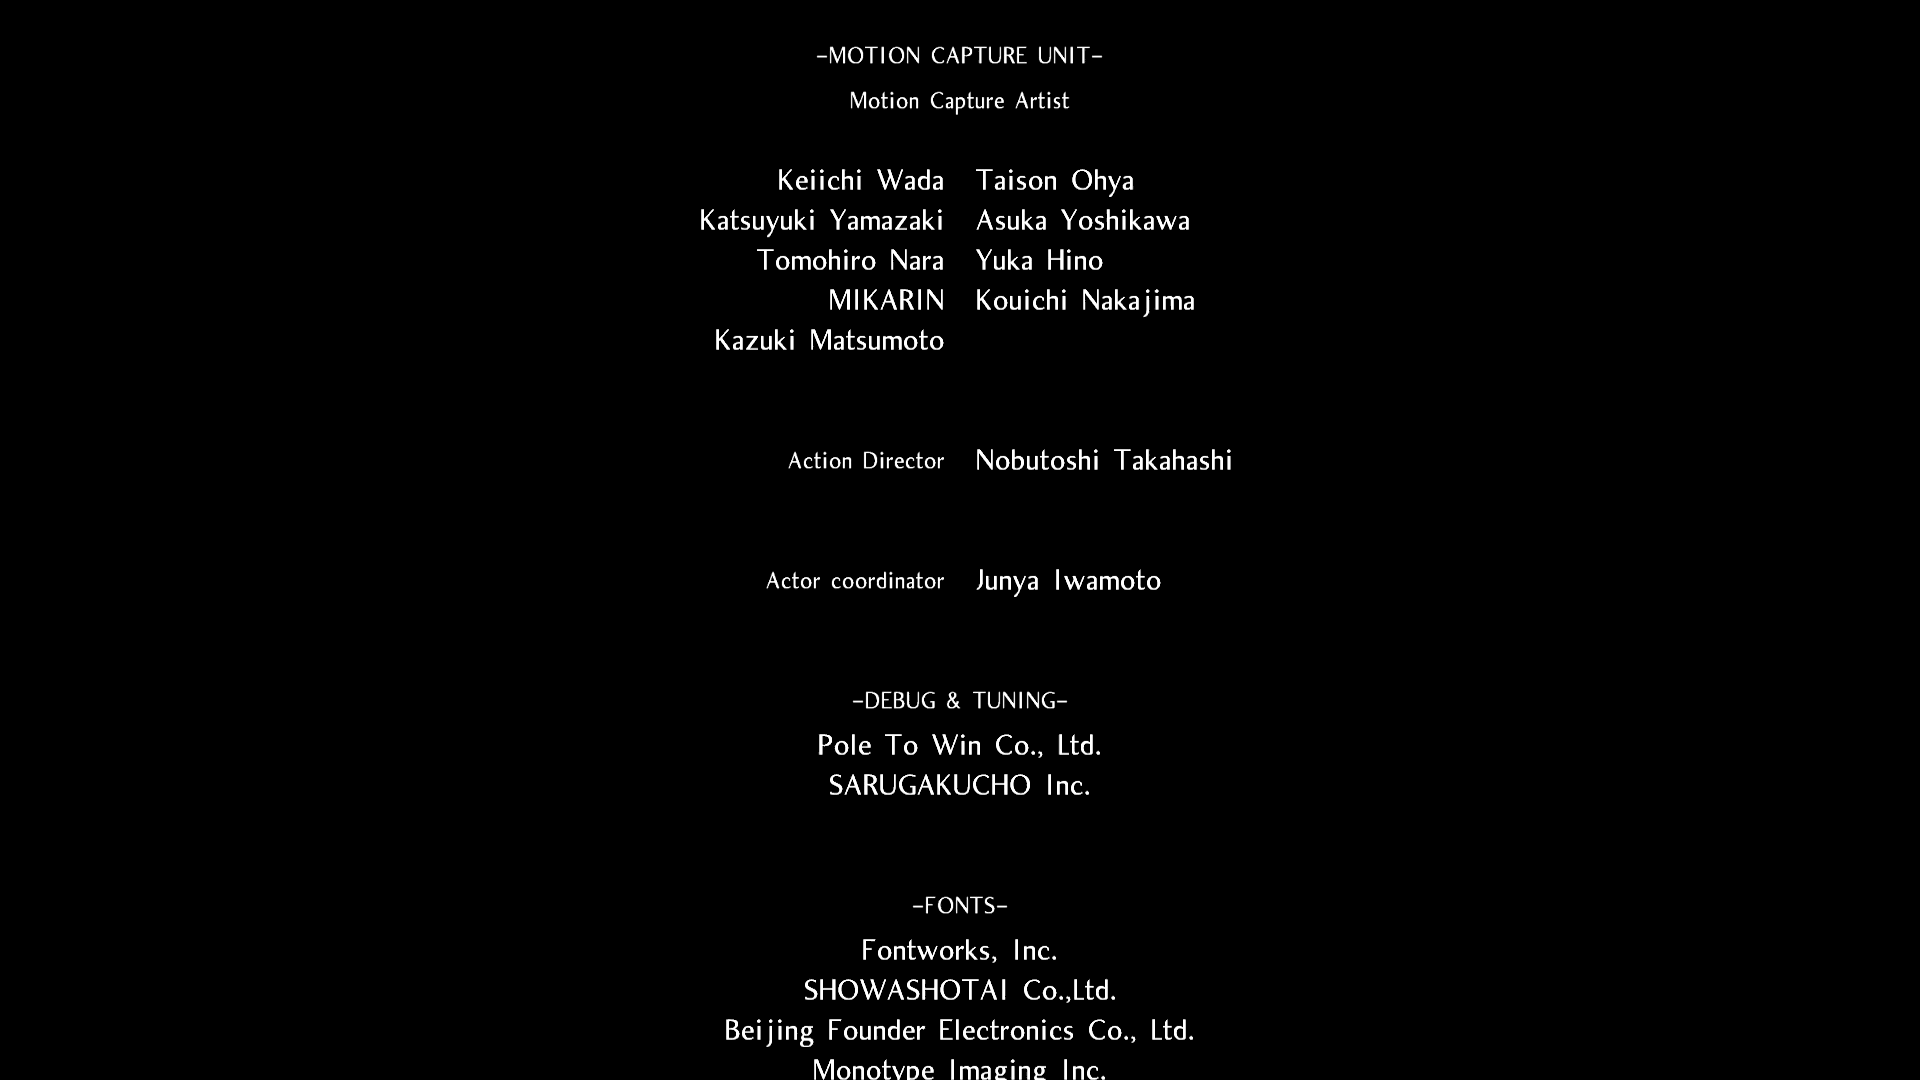 –MOTION CAPTURE UNIT–
Motion Capture Artist
Keiichi Wada Taison Ohya
Katsuyuki Yamazaki Asuka Yoshikawa
Tomohiro Nara Yuka Hino
MIKARIN Kouichi Nakajima
Kazuki Matsumoto
Action Director Nobutoshi Takahashi
Actor coordinator Junya Iwamoto
–DEBUG & TUNING–
Pole To Win Co., Ltd.
SARUGAKUCHO Inc.
–FONTS–
Fontworks, Inc.
SHOWASHOTAI Co.,Ltd.
Beijing Founder Electronics Co., Ltd.
Monotype Imaging Inc.